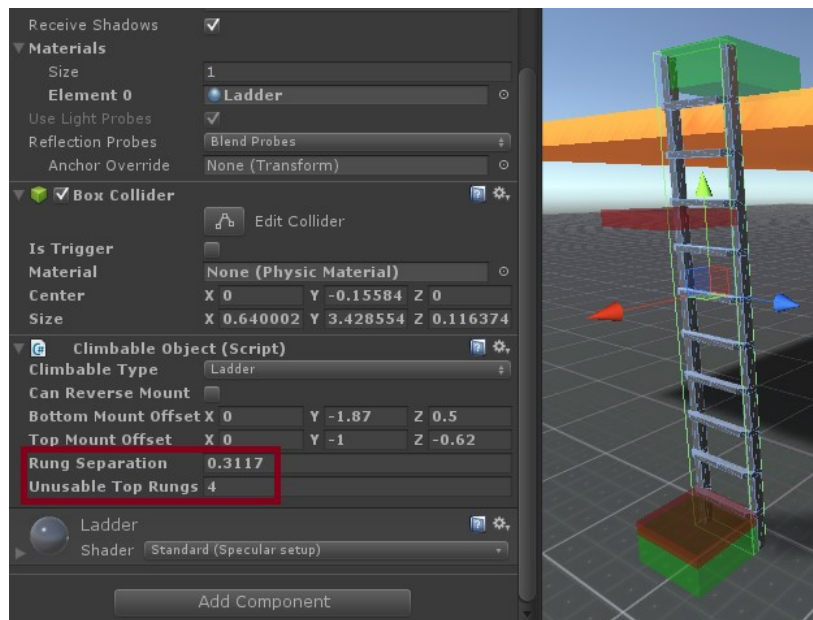 Receive Shadows
Materials
Size 1
Element 0 Ladder
Use Light Probes
Reflection Probes Blend Probes
Anchor Override None (Transform)
Box Collider
Edit Collider
Is Trigger
Material None (Physic Material)
Center X 0 Y -0.15584 Z 0
Size X 0.640002 Y 3.428554 Z 0.116374
Climbable Object (Script)
Climbable Type Ladder
Can Reverse Mount
Bottom Mount Offset X 0 Y -1.87 Z 0.5
Top Mount Offset X 0 Y -1 Z -0.62
Rung Separation 0.3117
Unusable Top Rungs 4
Ladder
Shader Standard (Specular setup)
Add Component